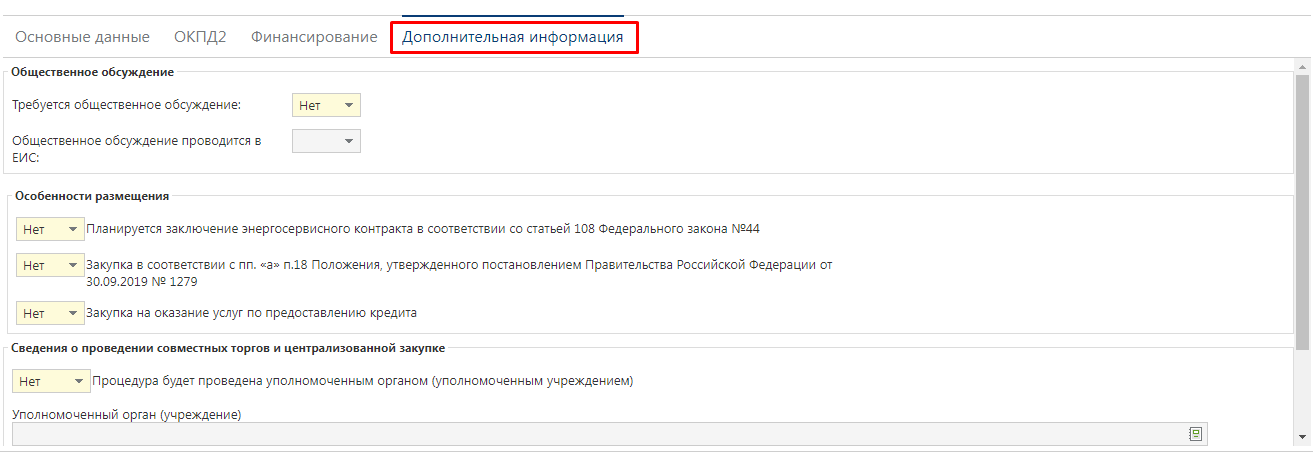 Основные данные ОКПД2 Финансирование Дополнительная информация
Общественное обсуждение
Требуется общественное обсуждение: Нет
Общественное обсуждение проводится в
ЕИС:
Особенности размещения
Нет Планируется заключение энергосервисного контракта в соответствии со статьей 108 Федерального закона №44
Нет Закупка в соответствии с пп. «а» п.18 Положения, утвержденного постановлением Правительства Российской Федерации от
30.09.2019 № 1279
Нет Закупка на оказание услуг по предоставлению кредита
Сведения о проведении совместных торгов и централизованной закупке
Нет Процедура будет проведена уполномоченным органом (уполномоченным учреждением)
Уполномоченный орган (учреждение)